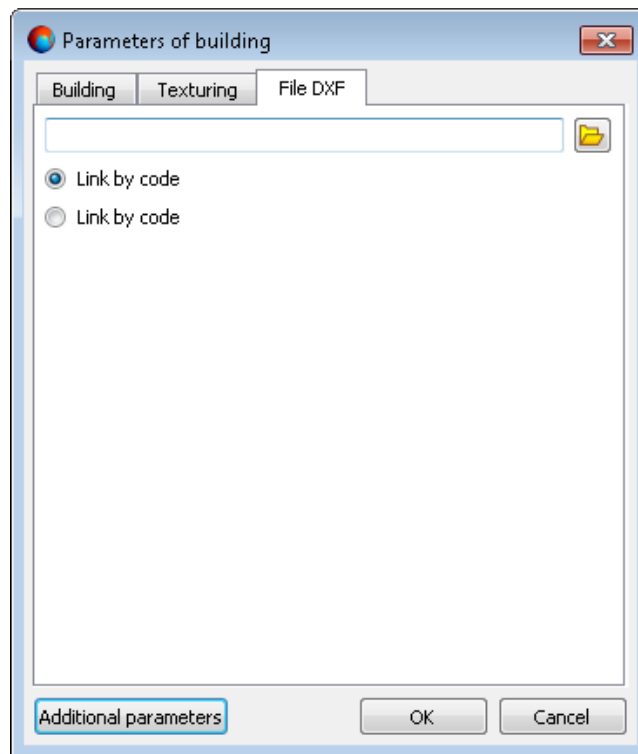 Parameters of building
Building Texturing File DXF
Link by code
Link by code
Additional parameters OK Cancel